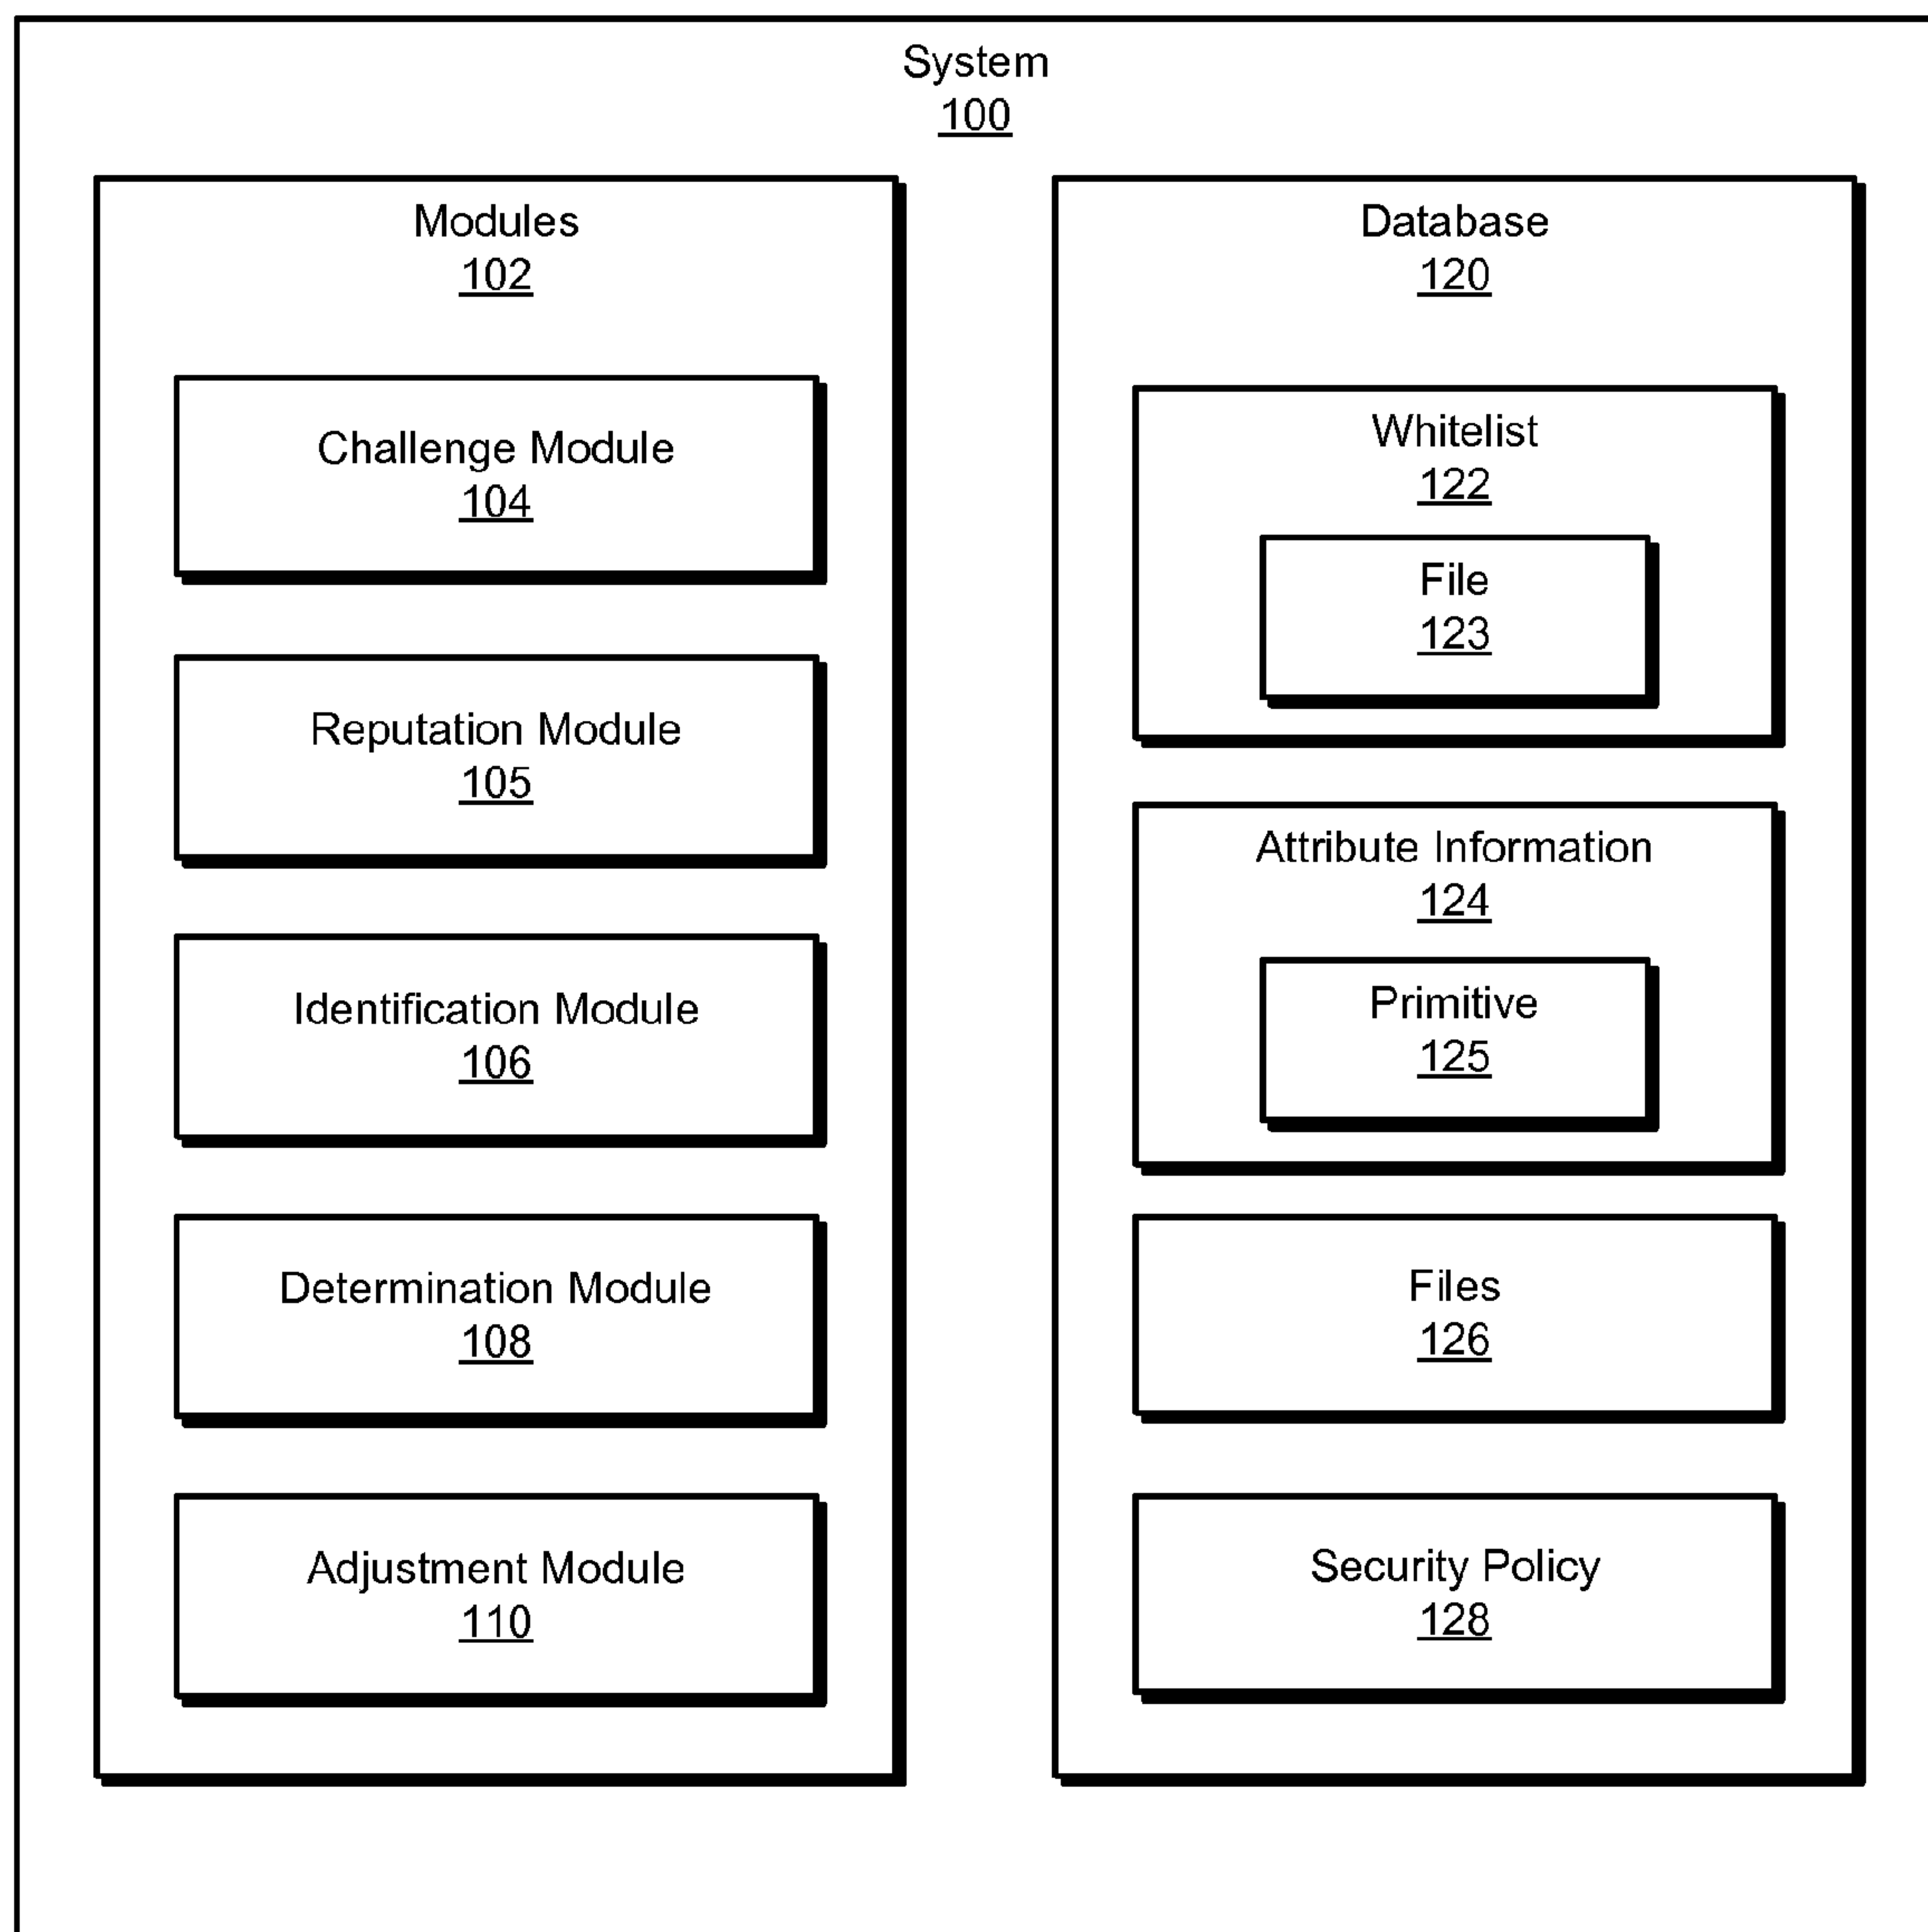 System
100
Modules
102
Challenge Module
104
Reputation Module
105
Identification Module
106
Determination Module
108
Adjustment Module
110
Database
120
Whitelist
122
File
123
Attribute Information
124
Primitive
125
Files
126
Security Policy
128